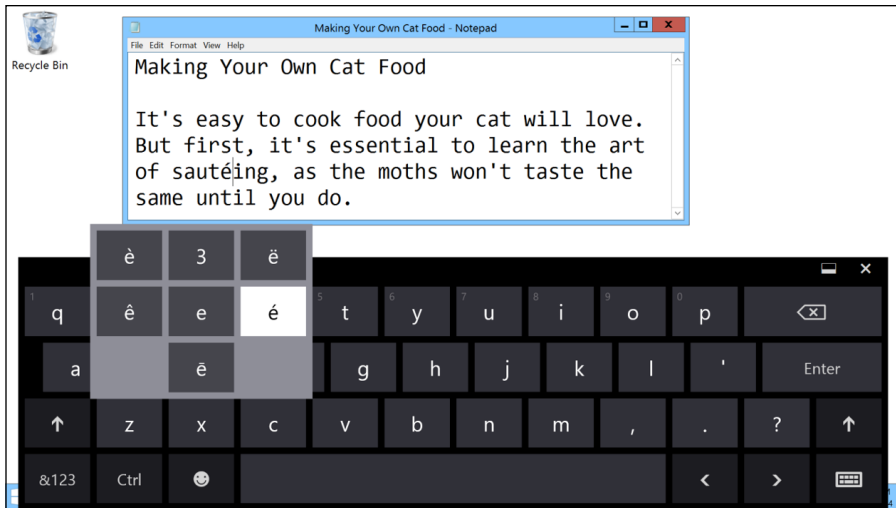 Recycle Bin
Making Your Own Cat Food - Notepad
File Edit Format View Help
Making Your Own Cat Food
It's easy to cook food your cat will love.
But first, it's essential to learn the art
of sautéing, as the moths won't taste the
same until you do.
è 3 ë
1 q ê e é 5 t 6 y 7 u 8 i 9 o 0 p
a ē g h j k l ' Enter
z x c v b n m , . ?
&123 Ctrl < >